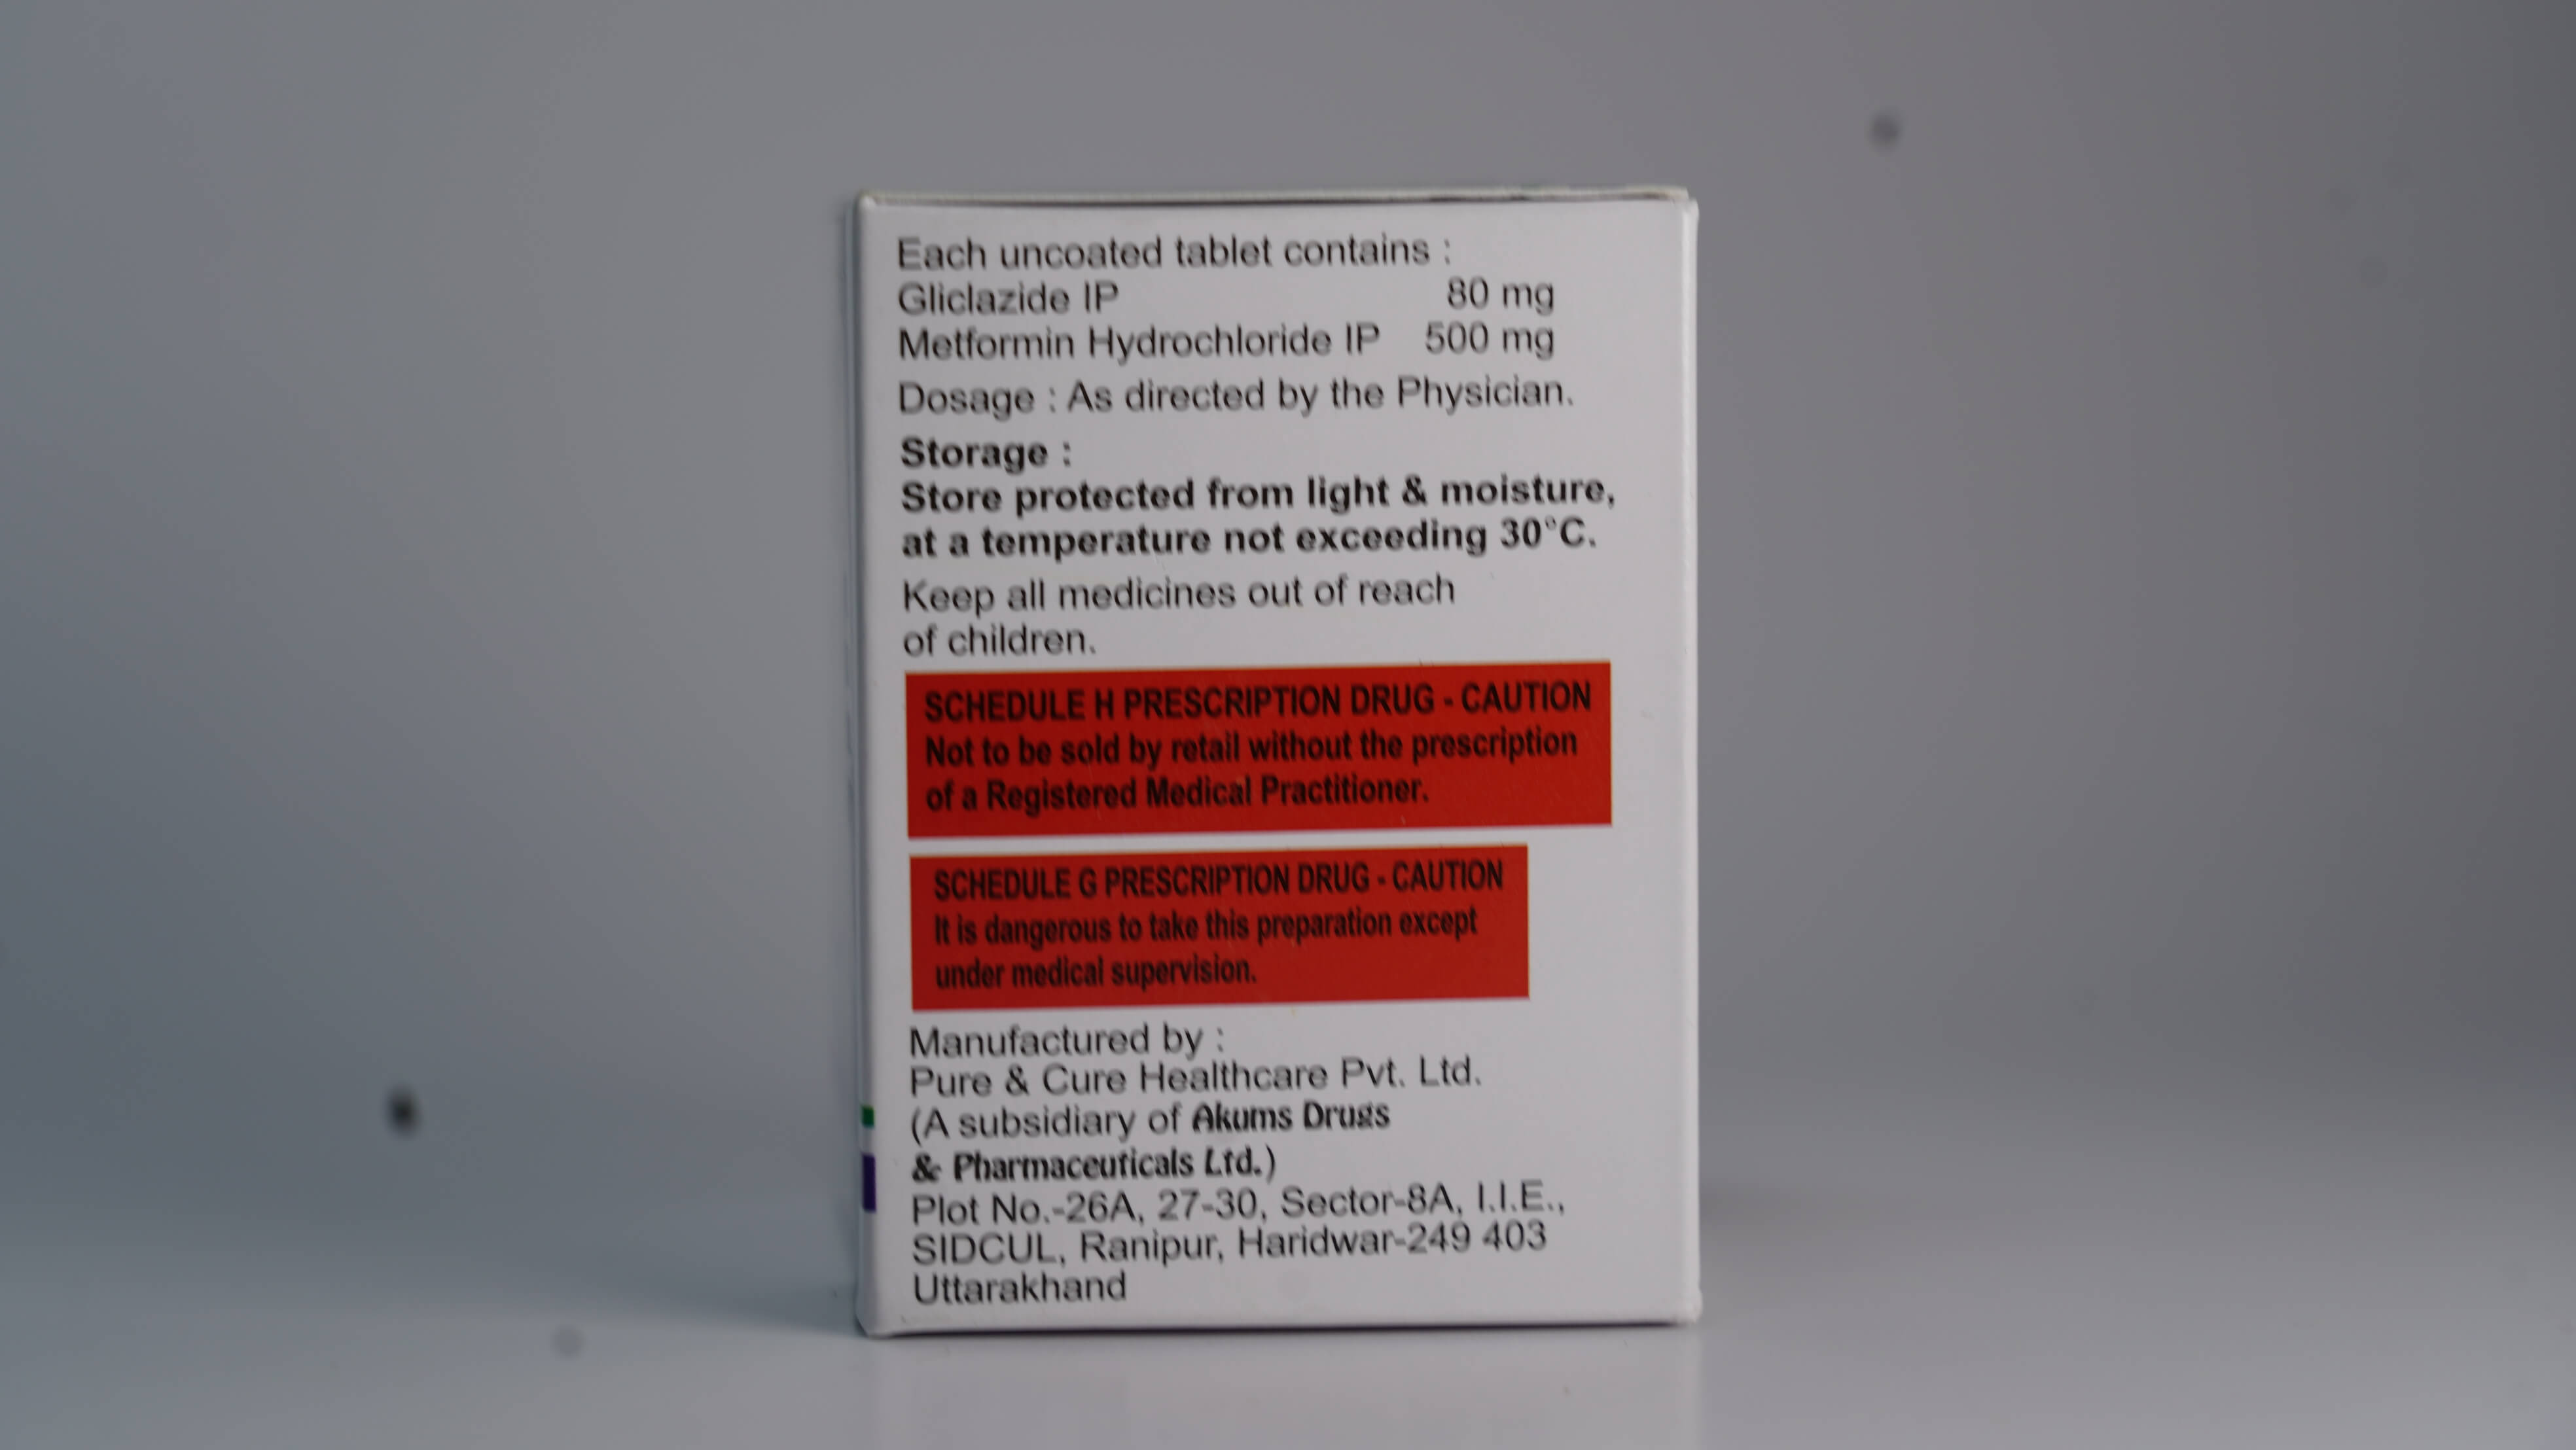 Each uncoated tablet contains :
Gliclazide IP 80 mg
Metformin Hydrochloride IP 500 mg
Dosage : As directed by the Physician.
Storage :
Store protected from light & moisture,
at a temperature not exceeding 30°C.
Keep all medicines out of reach
of children.
SCHEDULE H PRESCRIPTION DRUG - CAUTION
Not to be sold by retail without the prescription
of a Registered Medical Practitioner.
SCHEDULE G PRESCRIPTION DRUG - CAUTION
It is dangerous to take this preparation except
under medical supervision.
Manufactured by :
Pure & Cure Healthcare Pvt. Ltd.
(A subsidiary of Akums Drugs
& Pharmaceuticals Ltd.)
Plot No.-26A, 27-30, Sector-8A, I.I.E.,
SIDCUL, Ranipur, Haridwar-249 403
Uttarakhand